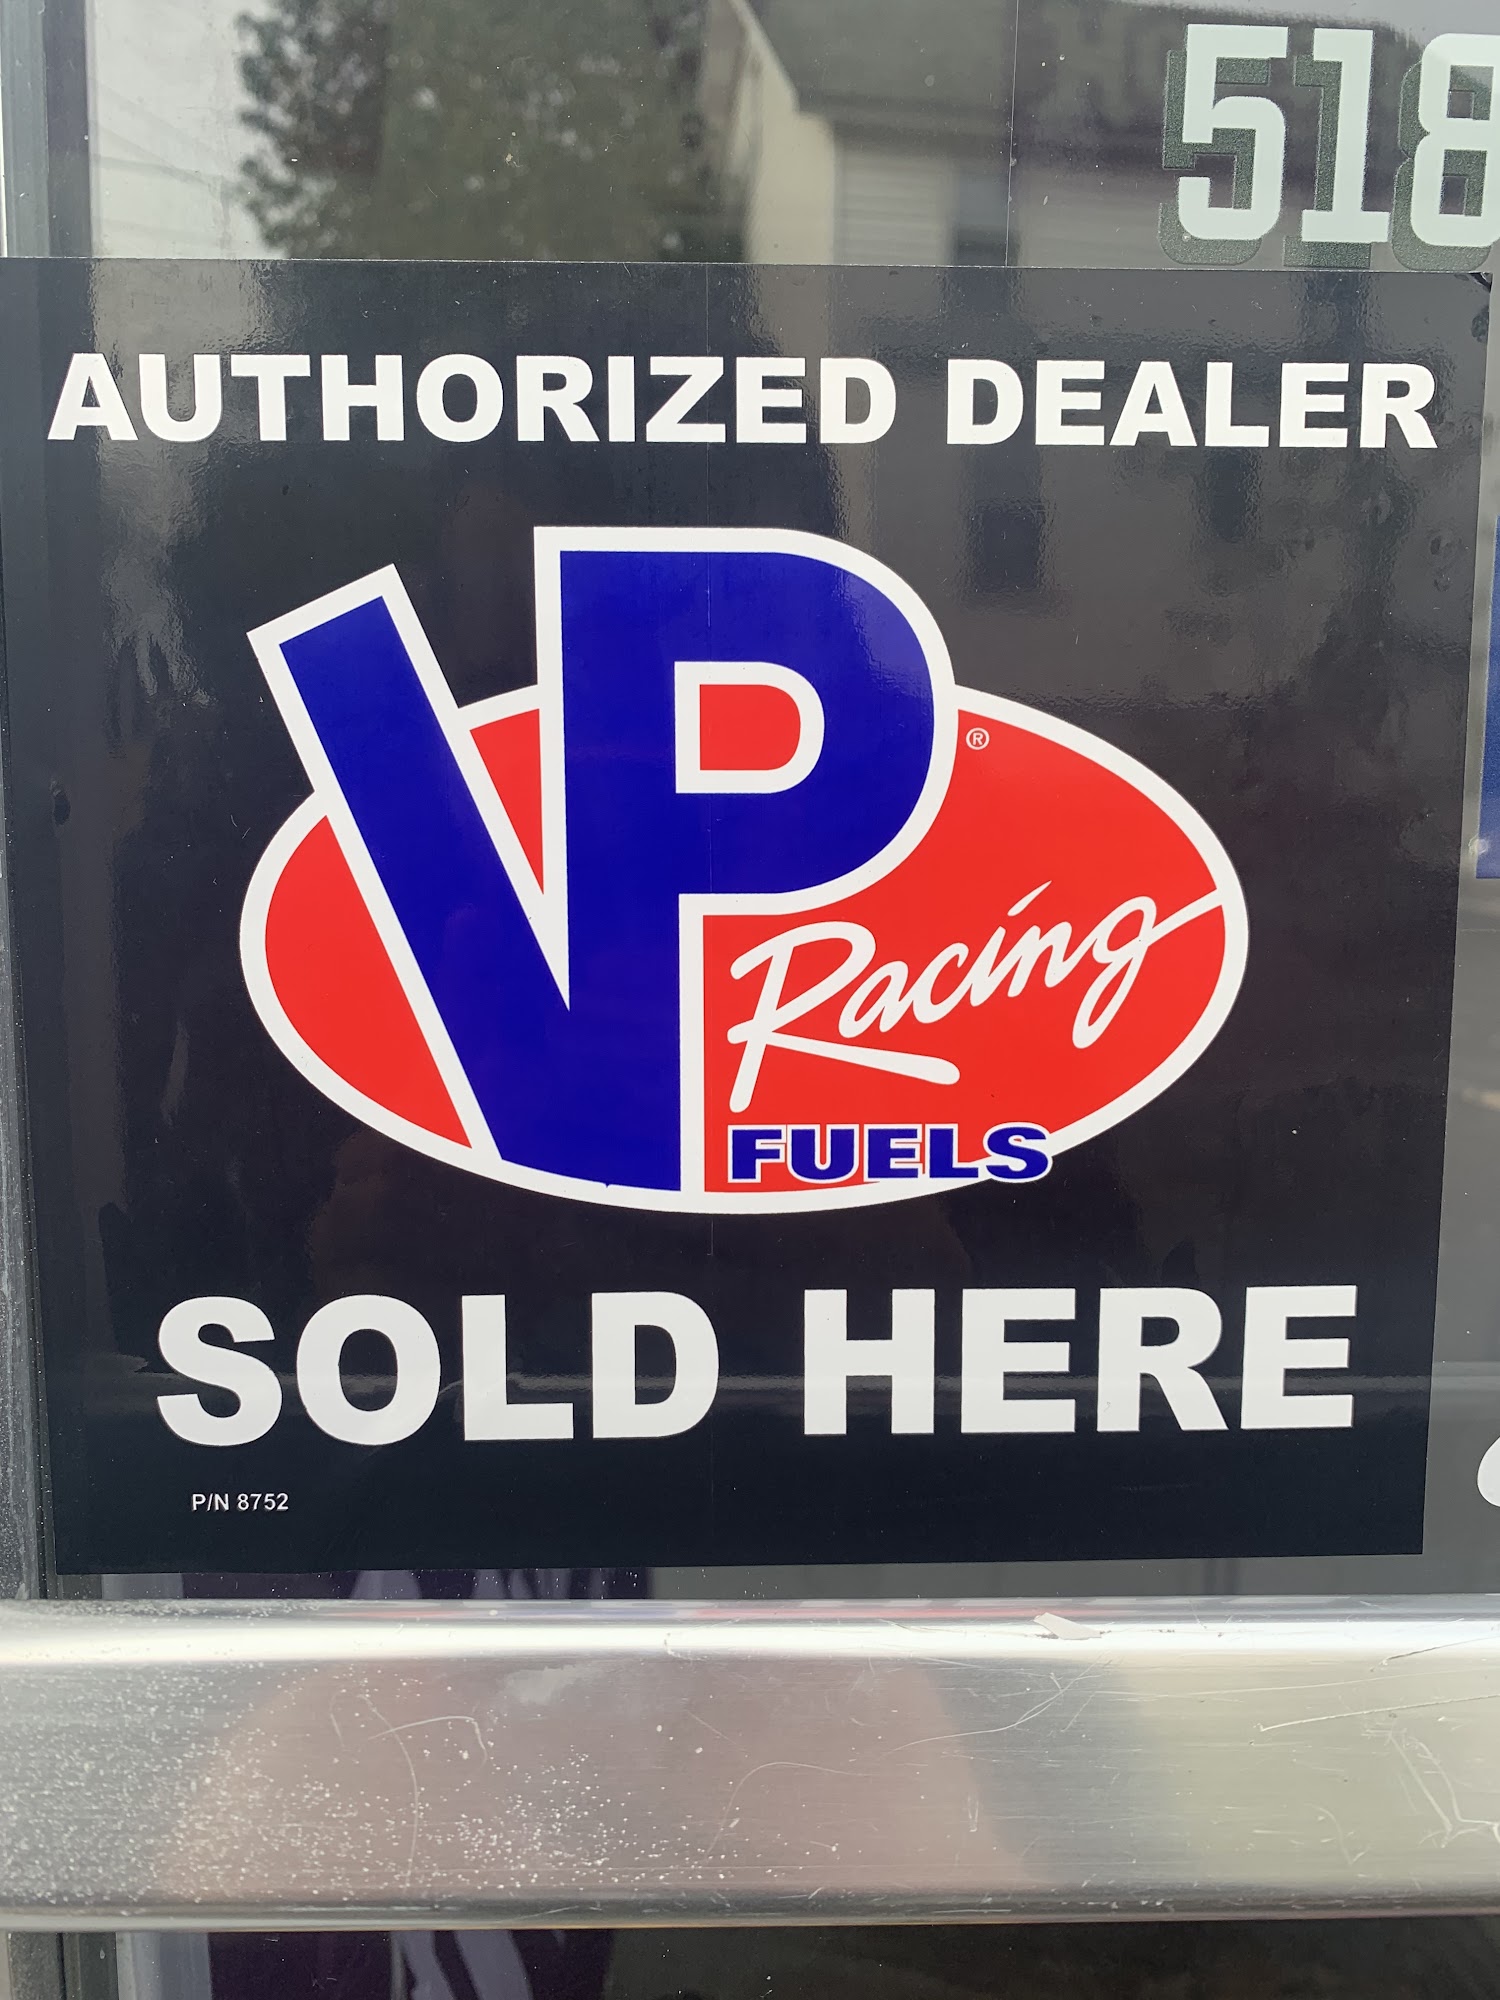 518
AUTHORIZED DEALER
VP®
Racing
FUELS
SOLD HERE
P/N 8752